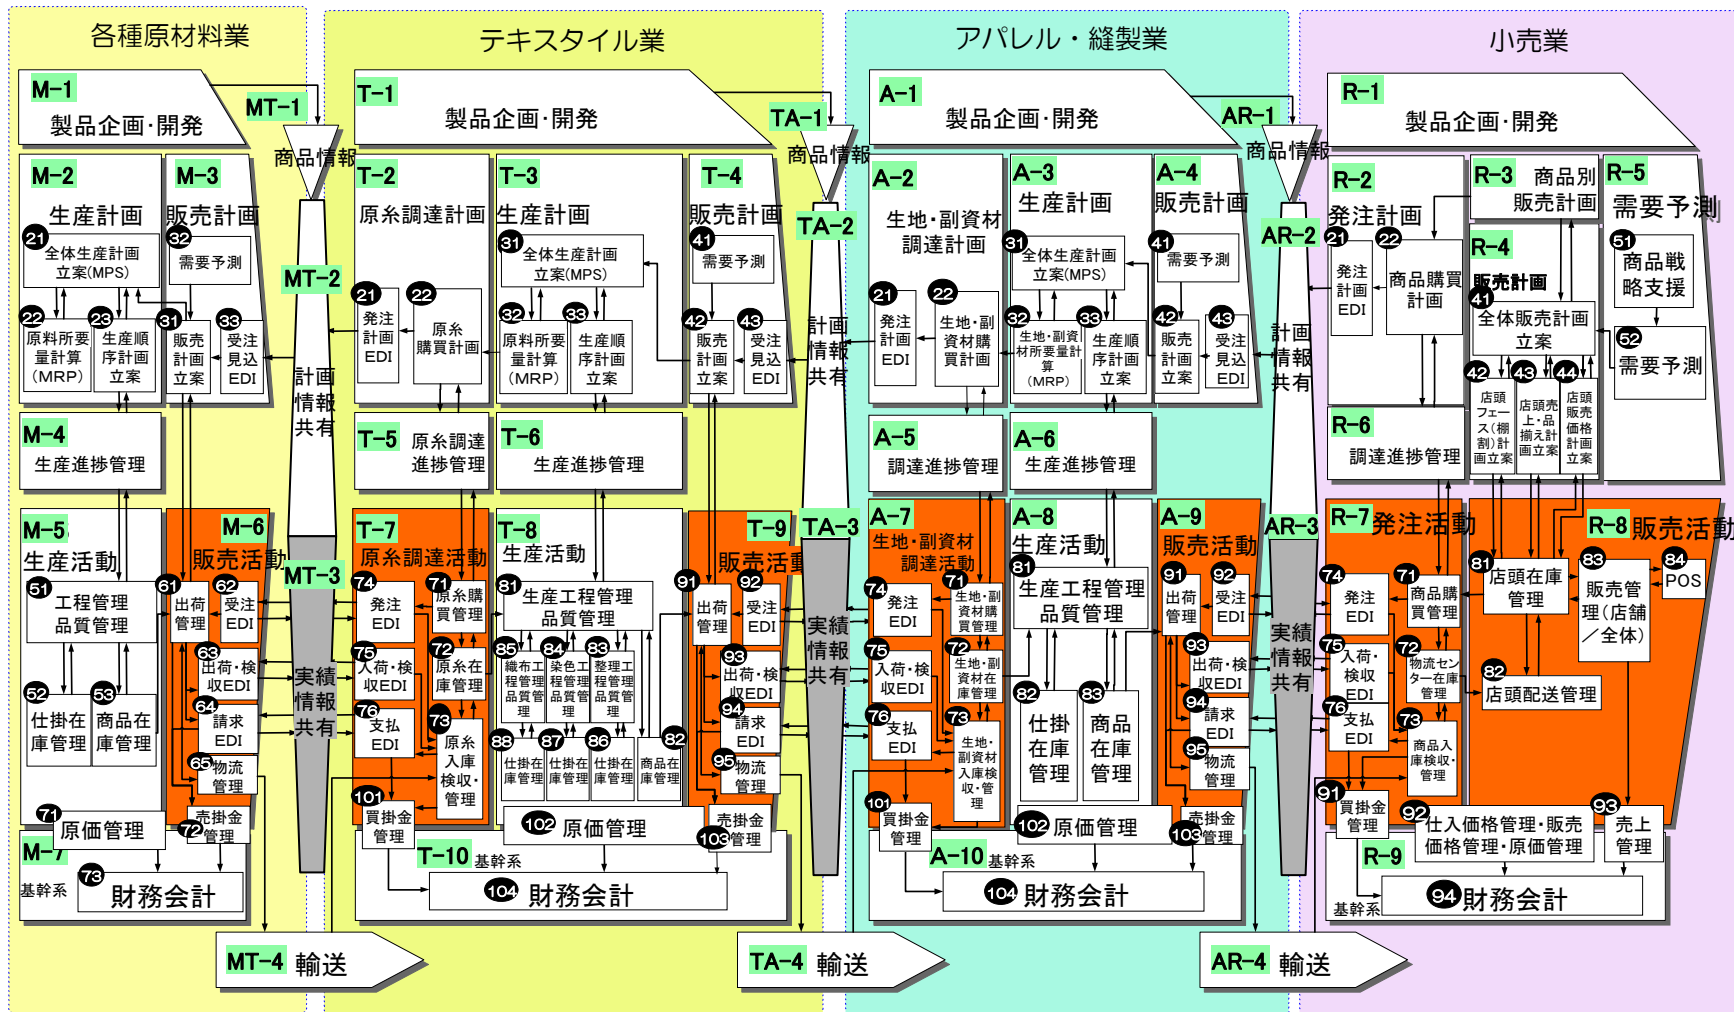 各種原材料業
M-1
製品企画・開発
MT-1
商品情報
M-2
生産計画
21
全体生産計画
立案(MPS)
22
原料所要
量計算
(MRP)
23
生産順
序計画
立案
M-3
販売計画
32
需要予測
31
販売
計画
立案
33
受注
見込
EDI
MT-2
計画
情報
共有
M-4
生産進捗管理
M-5
生産活動
51
工程管理
品質管理
52
仕掛在
庫管理
53
商品在
庫管理
M-6
販売活動
61
出荷
管理
62
受注
EDI
63
出荷・検
収EDI
64
請求
EDI
65
物流
管理
MT-3
実績
情報
共有
71
原価管理
72
売掛金
管理
M-7
基幹系
73
財務会計
MT-4
輸送
テキスタイル業
T-1
製品企画・開発
TA-1
商品情報
T-2
原糸調達計画
21
発注
計画
EDI
22
原糸
購買計画
T-3
生産計画
31
全体生産計画
立案(MPS)
32
原料所要
量計算
(MRP)
33
生産順
序計画
立案
T-4
販売計画
41
需要予測
42
販売
計画
立案
43
受注
見込
EDI
TA-2
計画
情報
共有
T-5
原糸調達
進捗管理
T-6
生産進捗管理
T-7
原糸調達活動
74
発注
EDI
71
原糸購
買管理
75
入荷・検
収EDI
72
原糸在
庫管理
76
支払
EDI
73
原糸
入庫
検収・
管理
T-8
生産活動
81
生産工程管理
品質管理
85
織布工
程管理
品質管理
84
染色工
程管理
品質管理
83
整理工
程管理
品質管理
88
仕掛在
庫管理
87
仕掛在
庫管理
86
仕掛在
庫管理
82
商品在
庫管理
T-9
販売活動
91
出荷
管理
92
受注
EDI
93
出荷・検
収EDI
94
請求
EDI
95
物流
管理
TA-3
実績
情報
共有
101
買掛金
管理
102
原価管理
103
売掛金
管理
T-10
基幹系
104
財務会計
TA-4
輸送
アパレル・縫製業
A-1
製品企画・開発
AR-1
商品情報
A-2
生地・副資材
調達計画
21
発注
計画
EDI
22
生地・副
資材購
買計画
A-3
生産計画
31
全体生産計画
立案(MPS)
32
生地・副資
材所要量計
算
(MRP)
33
生産順
序計画
立案
A-4
販売計画
41
需要予測
42
販売
計画
立案
43
受注
見込
EDI
AR-2
計画
情報
共有
A-5
調達進捗管理
A-6
生産進捗管理
A-7
生地・副資材
調達活動
74
発注
EDI
71
生地・副
資材購
買管理
75
入荷・検
収EDI
72
生地・副
資材在
庫管理
76
支払
EDI
73
生地・
副資材
入庫検
収・管
理
A-8
生産活動
81
生産工程管理
品質管理
82
仕掛
在庫
管理
83
商品
在庫
管理
A-9
販売活動
91
出荷
管理
92
受注
EDI
93
出荷・検
収EDI
94
請求
EDI
95
物流
管理
AR-3
実績
情報
共有
101
買掛金
管理
102
原価管理
103
売掛金
管理
A-10
基幹系
104
財務会計
AR-4
輸送
小売業
R-1
製品企画・開発
R-2
発注計画
21
発注
計画
EDI
22
商品購買
計画
R-3
商品別
販売計画
R-4
販売計画
41
全体販売計画
立案
42
店頭
フェー
ス(棚
割)計
画立案
43
店頭売
上・品
揃え計
画立案
44
店頭
販売
価格
計画
立案
R-5
需要予測
51
商品戦
略支援
52
需要予測
R-6
調達進捗管理
R-7
発注活動
74
発注
EDI
71
商品購
買管理
75
入荷・
検収
EDI
72
物流セン
ター在庫
管理
76
支払
EDI
73
商品入
庫検収・
管理
R-8
販売活動
81
店頭在庫
管理
83
販売管
理(店舗
/全体)
84
POS
82
店頭配送管理
91
買掛金
管理
92
仕入価格管理・販売
価格管理・原価管理
93
売上
管理
R-9
基幹系
94
財務会計